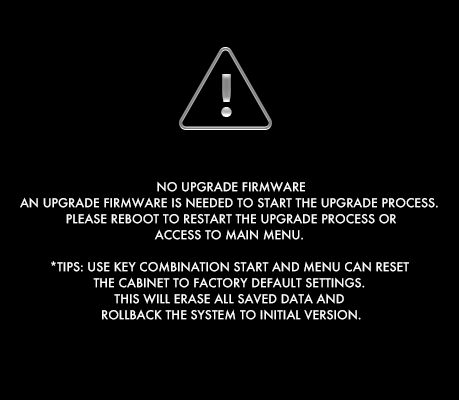 NO UPGRADE FIRMWARE
AN UPGRADE FIRMWARE IS NEEDED TO START THE UPGRADE PROCESS.
PLEASE REBOOT TO RESTART THE UPGRADE PROCESS OR
ACCESS TO MAIN MENU.
*TIPS: USE KEY COMBINATION START AND MENU CAN RESET
THE CABINET TO FACTORY DEFAULT SETTINGS.
THIS WILL ERASE ALL SAVED DATA AND
ROLLBACK THE SYSTEM TO INITIAL VERSION.